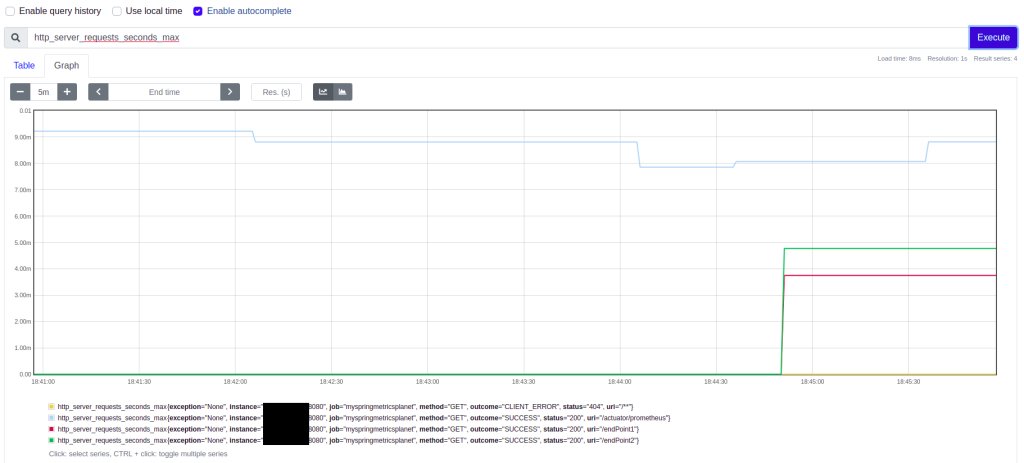 Enable query history Use local time Enable autocomplete
http_server_requests_seconds_max Execute
Table Graph Load time: 8ms Resolution: 1s Result series: 4
5m End time Res. (s)
0.01
9.00m
8.00m
7.00m
6.00m
5.00m
4.00m
3.00m
2.00m
1.00m
0.00
18:41:00 18:41:30 18:42:00 18:42:30 18:43:00 18:43:30 18:44:00 18:44:30 18:45:00 18:45:30
http_server_requests_seconds_max{exception="None", instance=" 8080", job="myspringmetricsplanet", method="GET", outcome="CLIENT_ERROR", status="404", uri="/**"}
http_server_requests_seconds_max{exception="None", instance=" 8080", job="myspringmetricsplanet", method="GET", outcome="SUCCESS", status="200", uri="/actuator/prometheus"}
http_server_requests_seconds_max{exception="None", instance=" 8080", job="myspringmetricsplanet", method="GET", outcome="SUCCESS", status="200", uri="/endPoint1"}
http_server_requests_seconds_max{exception="None", instance=" 8080", job="myspringmetricsplanet", method="GET", outcome="SUCCESS", status="200", uri="/endPoint2"}
Click: select series, CTRL + click: toggle multiple series